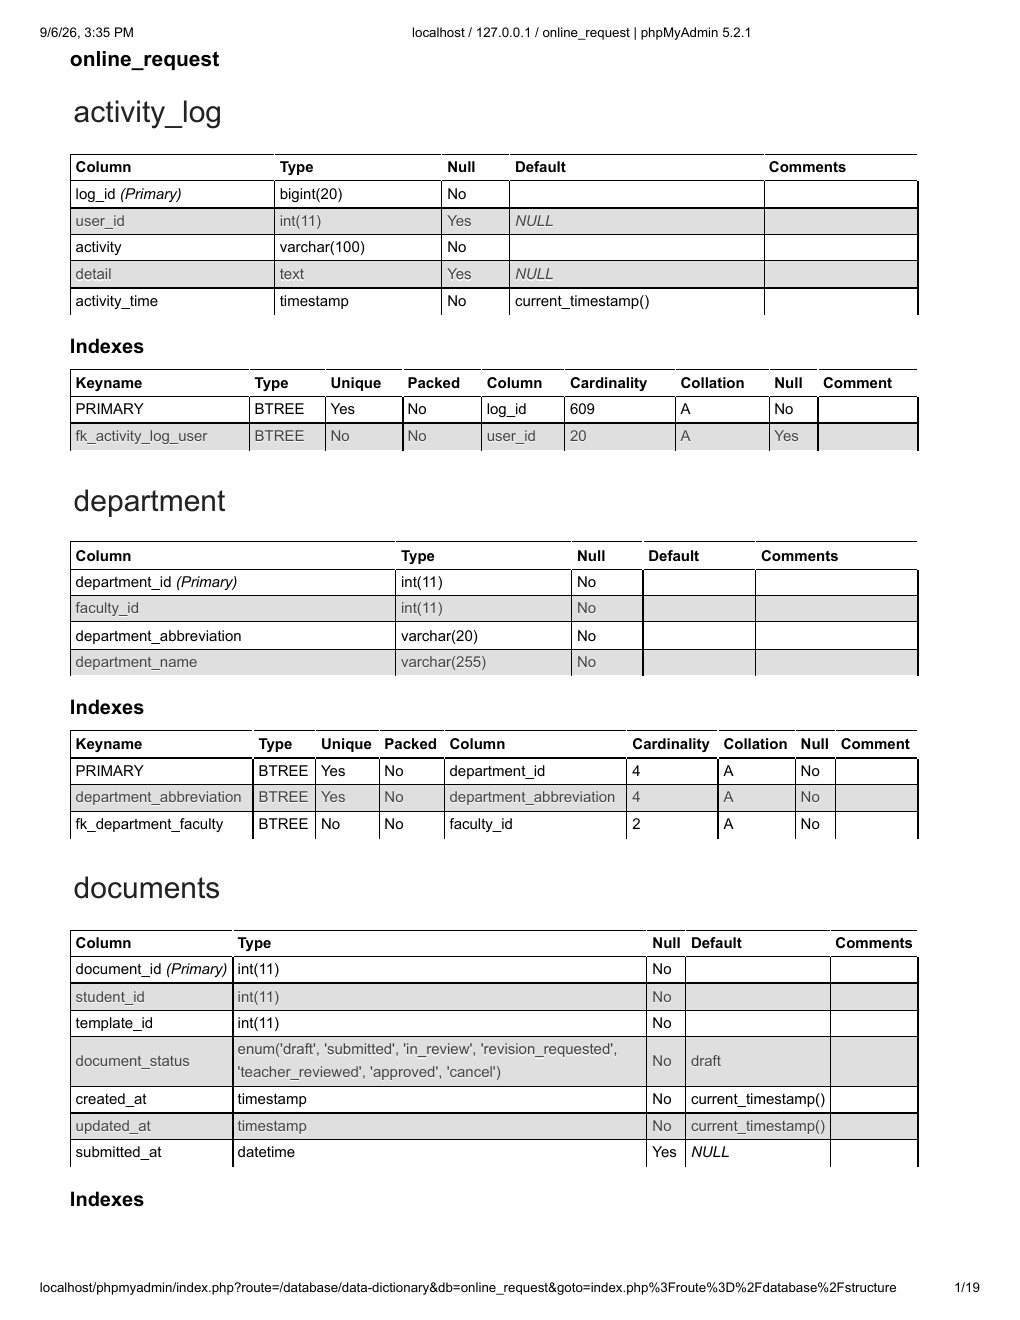 9/6/26, 3:35 PM localhost / 127.0.0.1 / online_request | phpMyAdmin 5.2.1
online_request
activity_log
Column Type Null Default Comments
log_id (Primary) bigint(20) No
user_id int(11) Yes NULL
activity varchar(100) No
detail text Yes NULL
activity_time timestamp No current_timestamp()
Indexes
Keyname Type Unique Packed Column Cardinality Collation Null Comment
PRIMARY BTREE Yes No log_id 609 A No
fk_activity_log_user BTREE No No user_id 20 A Yes
department
Column Type Null Default Comments
department_id (Primary) int(11) No
faculty_id int(11) No
department_abbreviation varchar(20) No
department_name varchar(255) No
Indexes
Keyname Type Unique Packed Column Cardinality Collation Null Comment
PRIMARY BTREE Yes No department_id 4 A No
department_abbreviation BTREE Yes No department_abbreviation 4 A No
fk_department_faculty BTREE No No faculty_id 2 A No
documents
Column Type Null Default Comments
document_id (Primary) int(11) No
student_id int(11) No
template_id int(11) No
document_status enum('draft', 'submitted', 'in_review', 'revision_requested', No draft
'teacher_reviewed', 'approved', 'cancel')
created_at timestamp No current_timestamp()
updated_at timestamp No current_timestamp()
submitted_at datetime Yes NULL
Indexes
localhost/phpmyadmin/index.php?route=/database/data-dictionary&db=online_request&goto=index.php%3Froute%3D%2Fdatabase%2Fstructure 1/19